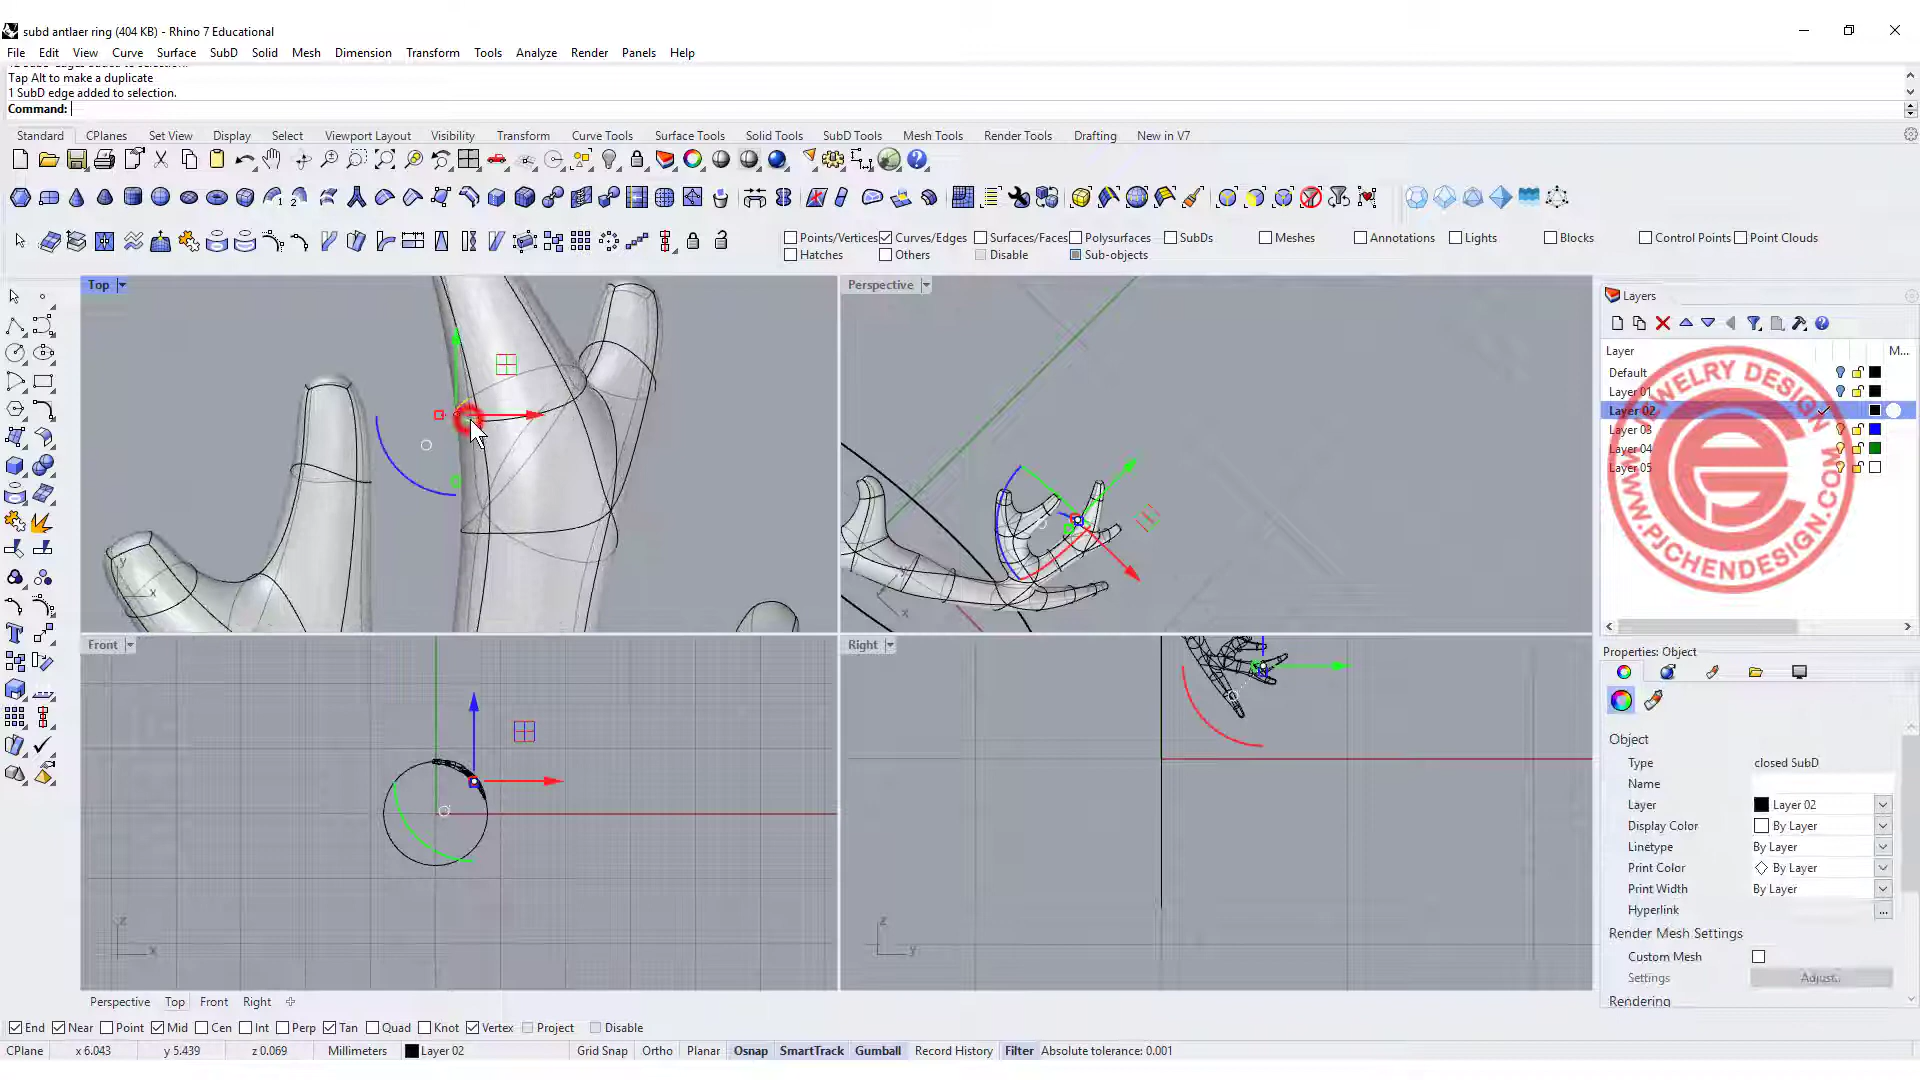 subd antlaer ring (404 KB) - Rhino 7 Educational
File Edit View Curve Surface SubD Solid Mesh Dimension Transform Tools Analyze Render Panels Help
Tap Alt to make a duplicate
1 SubD edge added to selection.
Command:
Standard CPlanes Set View Display Select Viewport Layout Visibility Transform Curve Tools Surface Tools Solid Tools SubD Tools Mesh Tools Render Tools Drafting New in V7
Points/Vertices Curves/Edges Surfaces/Faces Polysurfaces SubDs Meshes Annotations Lights Blocks Control Points Point Clouds
Hatches Others Disable Sub-objects
Top
Perspective
Layers
Layer M...
Default
Layer 01
Layer 02
Layer 03
Layer 04
Layer 05
JEWELRY DESIGN
WWW.PJCHENDESIGN.COM
y
x
x
Front
Right
z
x
z
y
Properties: Object
Object
Type closed SubD
Name
Layer Layer 02
Display Color By Layer
Linetype By Layer
Print Color By Layer
Print Width By Layer
Hyperlink ...
Render Mesh Settings
Custom Mesh
Settings Adjust...
Rendering
Perspective Top Front Right
End Near Point Mid Cen Int Perp Tan Quad Knot Vertex Project Disable
CPlane x 6.043 y 5.439 z 0.069 Millimeters Layer 02 Grid Snap Ortho Planar Osnap SmartTrack Gumball Record History Filter Absolute tolerance: 0.001